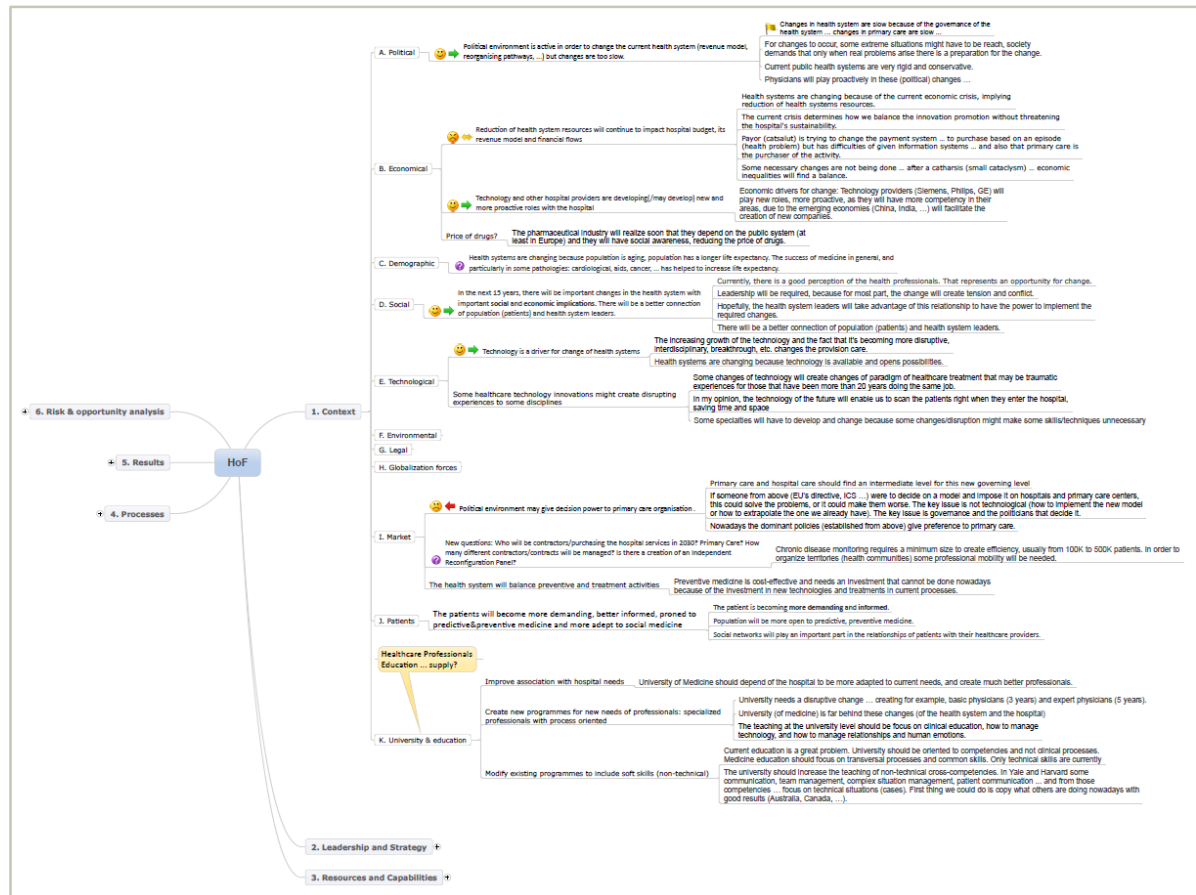 HoF
1. Context
A. Political
Political environment is active in order to change the current health system (revenue model,
reorganising pathways, ...) but changes are too slow.
Changes in health system are slow because of the governance of the
health system ... changes in primary care are slow ...
For changes to occur, some extreme situations might have to be reach, society
demands that only when real problems arise there is a preparation for the change.
Current public health systems are very rigid and conservative.
Physicians will play proactively in these (political) changes ...
B. Economical
Reduction of health system resources will continue to impact hospital budget, its
revenue model and financial flows
Health systems are changing because of the current economic crisis, implying
reduction of health systems resources.
The current crisis determines how we balance the innovation promotion without threatening
the hospital's sustainability.
Payor (catsalut) is trying to change the payment system ... to purchase based on an episode
(health problem) but has difficulties of given information systems ... and also that primary care is
the purchaser of the activity.
Some necessary changes are not being done ... after a catharsis (small cataclysm) ... economic
inequalities will find a balance.
Technology and other hospital providers are developing[/may develop] new and
more proactive roles with the hospital
Economic drivers for change: Technology providers (Siemens, Philips, GE) will
play new roles, more proactive, as they will have more competency in their
areas, due to the emerging economies (China, India, ...) will facilitate the
creation of new companies.
Price of drugs?
The pharmaceutical industry will realize soon that they depend on the public system (at
least in Europe) and they will have social awareness, reducing the price of drugs.
C. Demographic
Health systems are changing because population is aging, population has a longer life expectancy. The success of medicine in general, and
particularly in some pathologies: cardiological, aids, cancer, ... has helped to increase life expectancy.
D. Social
In the next 15 years, there will be important changes in the health system with
important social and economic implications. There will be a better connection
of population (patients) and health system leaders.
Currently, there is a good perception of the health professionals. That represents an opportunity for change.
Leadership will be required, because for most part, the change will create tension and conflict.
Hopefully, the health system leaders will take advantage of this relationship to have the power to implement the
required changes.
There will be a better connection of population (patients) and health system leaders.
E. Technological
Technology is a driver for change of health systems
The increasing growth of the technology and the fact that it's becoming more disruptive,
interdisciplinary, breakthrough, etc. changes the provision care.
Health systems are changing because technology is available and opens possibilities.
Some healthcare technology innovations might create disrupting
experiences to some disciplines
Some changes of technology will create changes of paradigm of healthcare treatment that may be traumatic
experiences for those that have been more than 20 years doing the same job.
In my opinion, the technology of the future will enable us to scan the patients right when they enter the hospital,
saving time and space
Some specialties will have to develop and change because some changes/disruption might make some skills/techniques unnecessary
F. Environmental
G. Legal
H. Globalization forces
I. Market
Political environment may give decision power to primary care organisation .
Primary care and hospital care should find an intermediate level for this new governing level
If someone from above (EU's directive, ICS ...) were to decide on a model and impose it on hospitals and primary care centers,
this could solve the problems, or it could make them worse. The key issue is not technological (how to implement the new model
or how to extrapolate the one we already have). The key issue is governance and the politicians that decide it.
Nowadays the dominant policies (established from above) give preference to primary care.
New questions: Who will be contractors/purchasing the hospital services in 2030? Primary Care? How
many different contractors/contracts will be managed? Is there a creation of an Independent
Reconfiguration Panel?
Chronic disease monitoring requires a minimum size to create efficiency, usually from 100K to 500K patients. In order to
organize territories (health communities) some professional mobility will be needed.
The health system will balance preventive and treatment activities
Preventive medicine is cost-effective and needs an investment that cannot be done nowadays
because of the investment in new technologies and treatments in current processes.
J. Patients
The patients will become more demanding, better informed, proned to
predictive&preventive medicine and more adept to social medicine
The patient is becoming more demanding and informed.
Population will be more open to predictive, preventive medicine.
Social networks will play an important part in the relationships of patients with their healthcare providers.
Healthcare Professionals
Education ... supply?
K. University & education
Improve association with hospital needs
University of Medicine should depend of the hospital to be more adapted to current needs, and create much better professionals.
Create new programmes for new needs of professionals: specialized
professionals with process oriented
University needs a disruptive change ... creating for example, basic physicians (3 years) and expert physicians (5 years).
University (of medicine) is far behind these changes (of the health system and the hospital)
The teaching at the university level should be focus on clinical education, how to manage
technology, and how to manage relationships and human emotions.
Modify existing programmes to include soft skills (non-technical)
Current education is a great problem. University should be oriented to competencies and not clinical processes.
Medicine education should focus on transversal processes and common skills. Only technical skills are currently
The university should increase the teaching of non-technical cross-competencies. In Yale and Harvard some
communication, team management, complex situation management, patient communication ... and from those
competencies ... focus on technical situations (cases). First thing we could do is copy what others are doing nowadays with
good results (Australia, Canada, ...).
2. Leadership and Strategy
3. Resources and Capabilities
4. Processes
5. Results
6. Risk & opportunity analysis